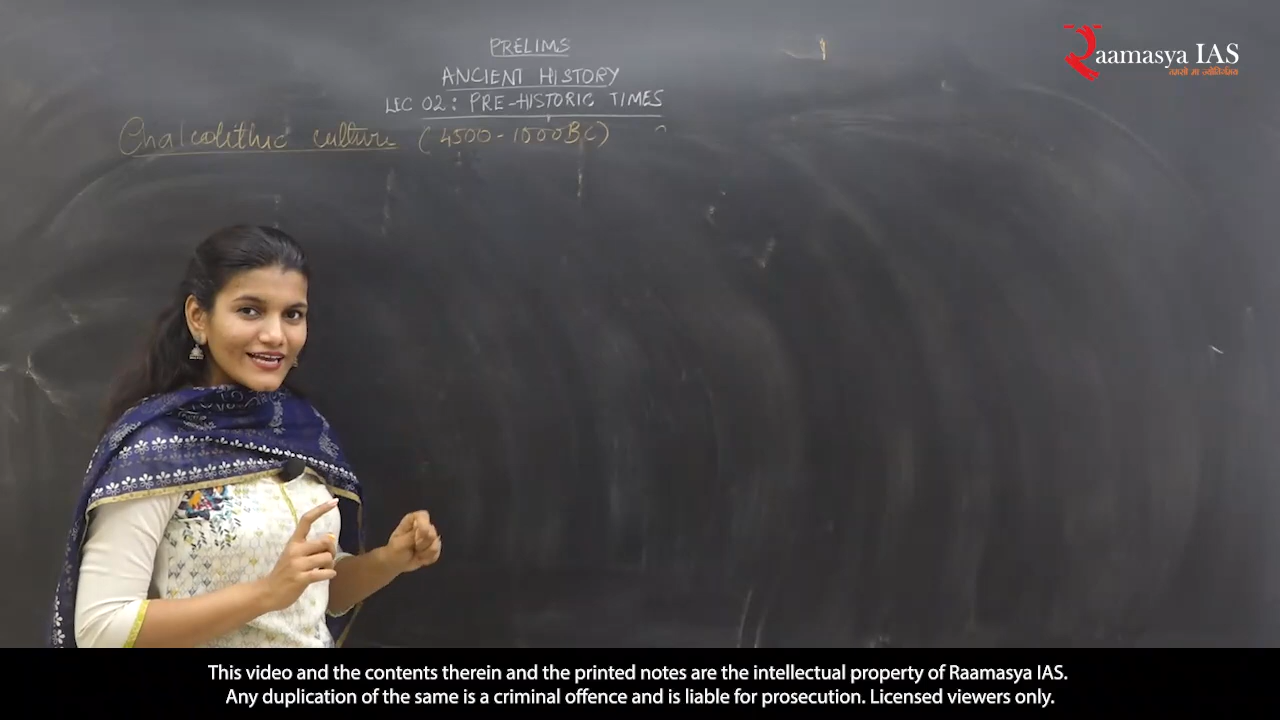 PRELIMS
ANCIENT HISTORY
LEC 02: PRE-HISTORIC TIMES
Chalcolithic culture (4500-1000BC)
Raamasya IAS
तमसो मा ज्योतिर्गमय
This video and the contents therein and the printed notes are the intellectual property of Raamasya IAS.
Any duplication of the same is a criminal offence and is liable for prosecution. Licensed viewers only.